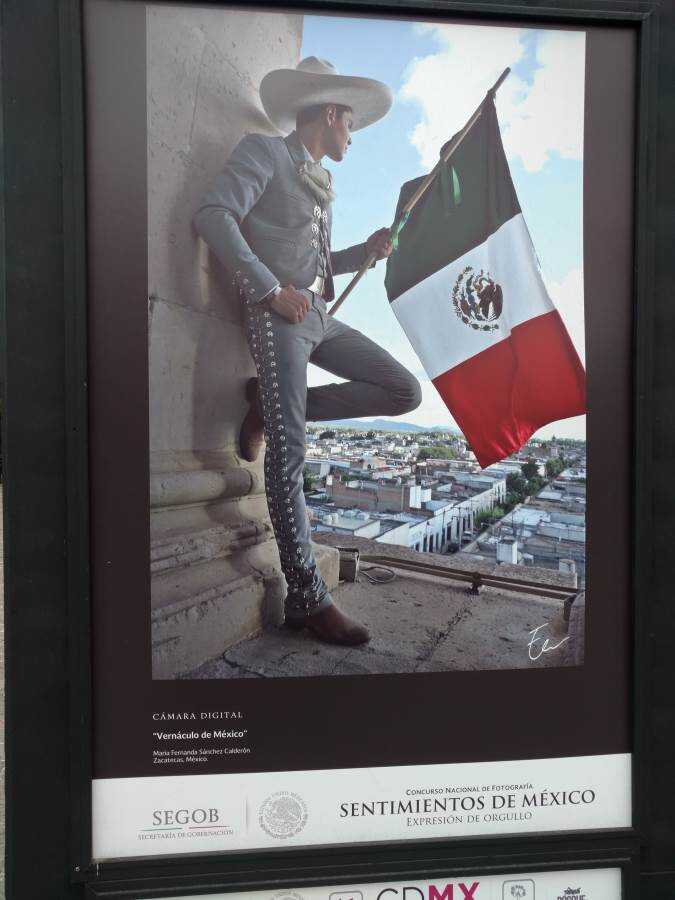 CÁMARA DIGITAL
"Vernáculo de México"
María Fernanda Sánchez Calderón
Zacatecas, México.
SEGOB
SECRETARÍA DE GOBERNACIÓN
CONCURSO NACIONAL DE FOTOGRAFÍA
SENTIMIENTOS DE MÉXICO
EXPRESIÓN DE ORGULLO
CDMX